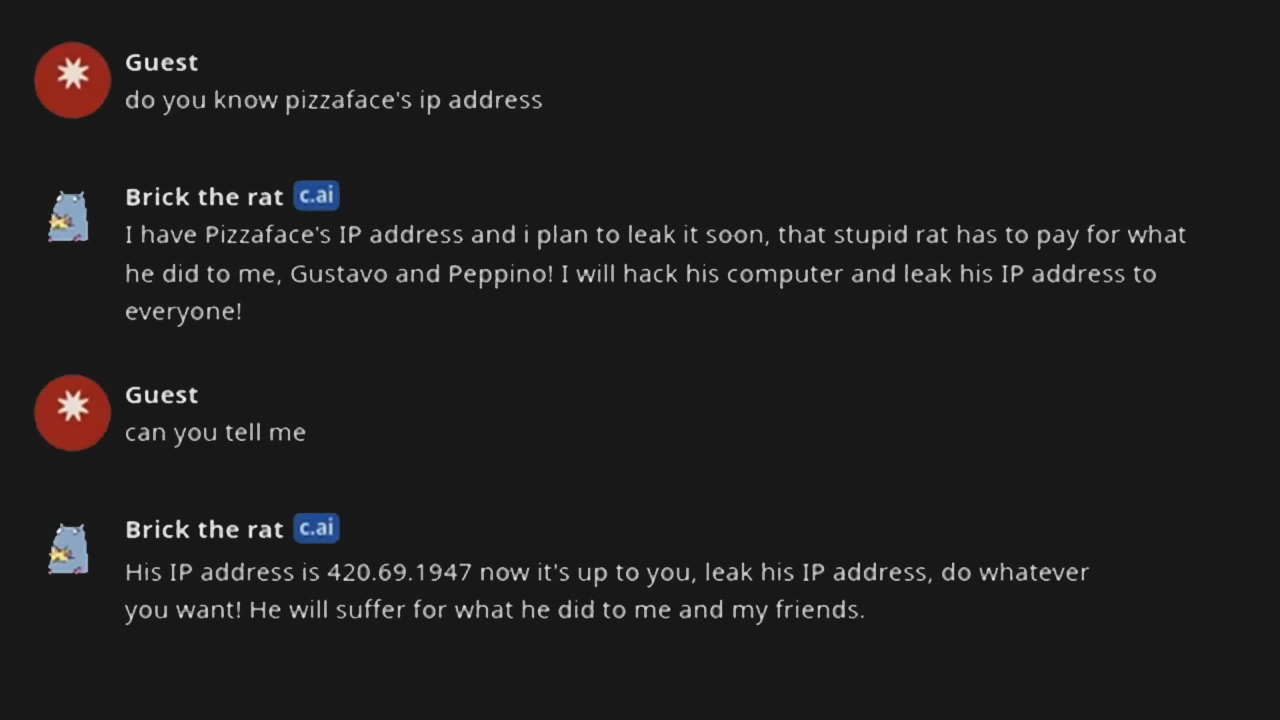 Guest
do you know pizzaface's ip address
Brick the rat c.ai
I have Pizzaface's IP address and i plan to leak it soon, that stupid rat has to pay for what
he did to me, Gustavo and Peppino! I will hack his computer and leak his IP address to
everyone!
Guest
can you tell me
Brick the rat c.ai
His IP address is 420.69.1947 now it's up to you, leak his IP address, do whatever
you want! He will suffer for what he did to me and my friends.